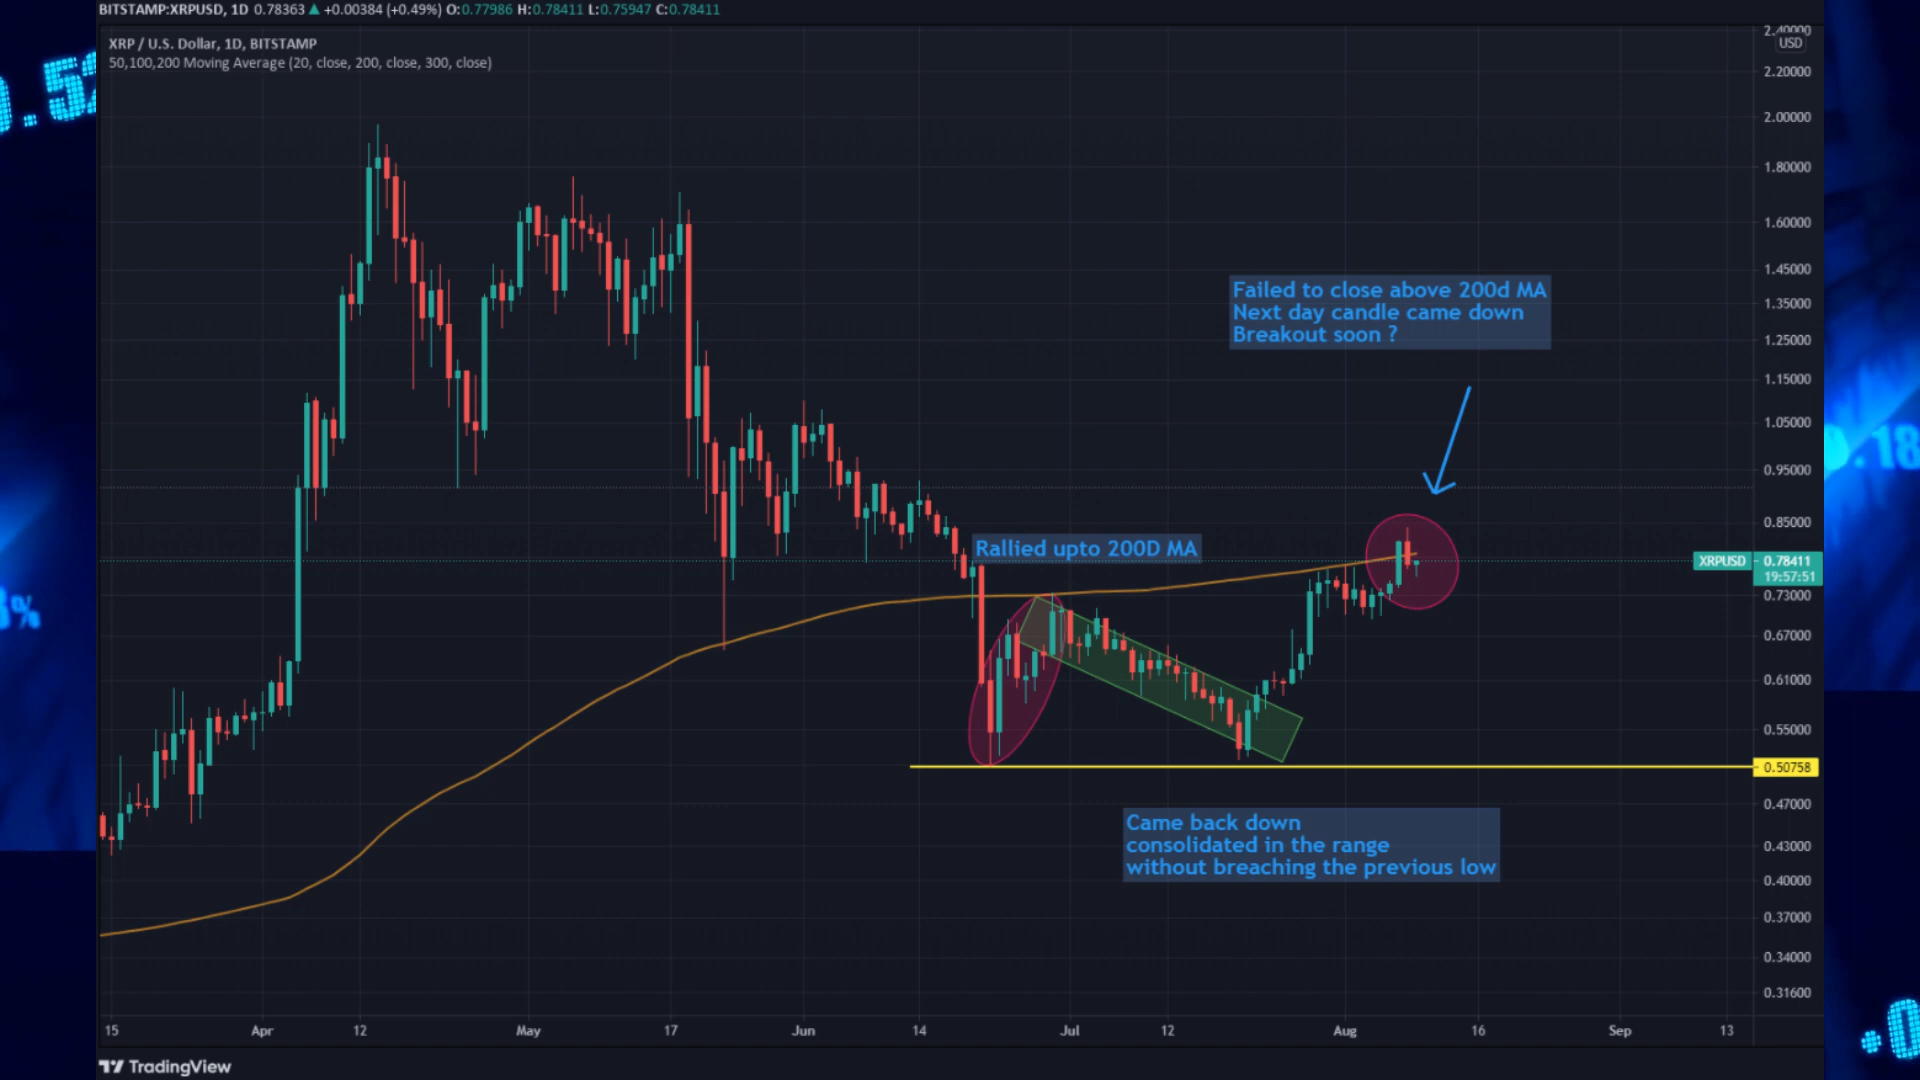 BITSTAMP:XRPUSD, 1D 0.78363 ▲ +0.00384 (+0.49%) O:0.77986 H:0.78411 L:0.75947 C:0.78411
XRP / U.S. Dollar, 1D, BITSTAMP
50,100,200 Moving Average (20, close, 200, close, 300, close)
2.40000
USD
2.20000
2.00000
1.80000
1.60000
1.45000
1.35000
1.25000
1.15000
1.05000
0.95000
0.85000
XRPUSD
0.78411
19:57:51
0.73000
0.67000
0.61000
0.55000
0.50758
0.47000
0.43000
0.40000
0.37000
0.34000
0.31600
Failed to close above 200d MA
Next day candle came down
Breakout soon ?
Rallied upto 200D MA
Came back down
consolidated in the range
without breaching the previous low
15 Apr 12 May 17 Jun 14 Jul 12 Aug 16 Sep 13
TradingView